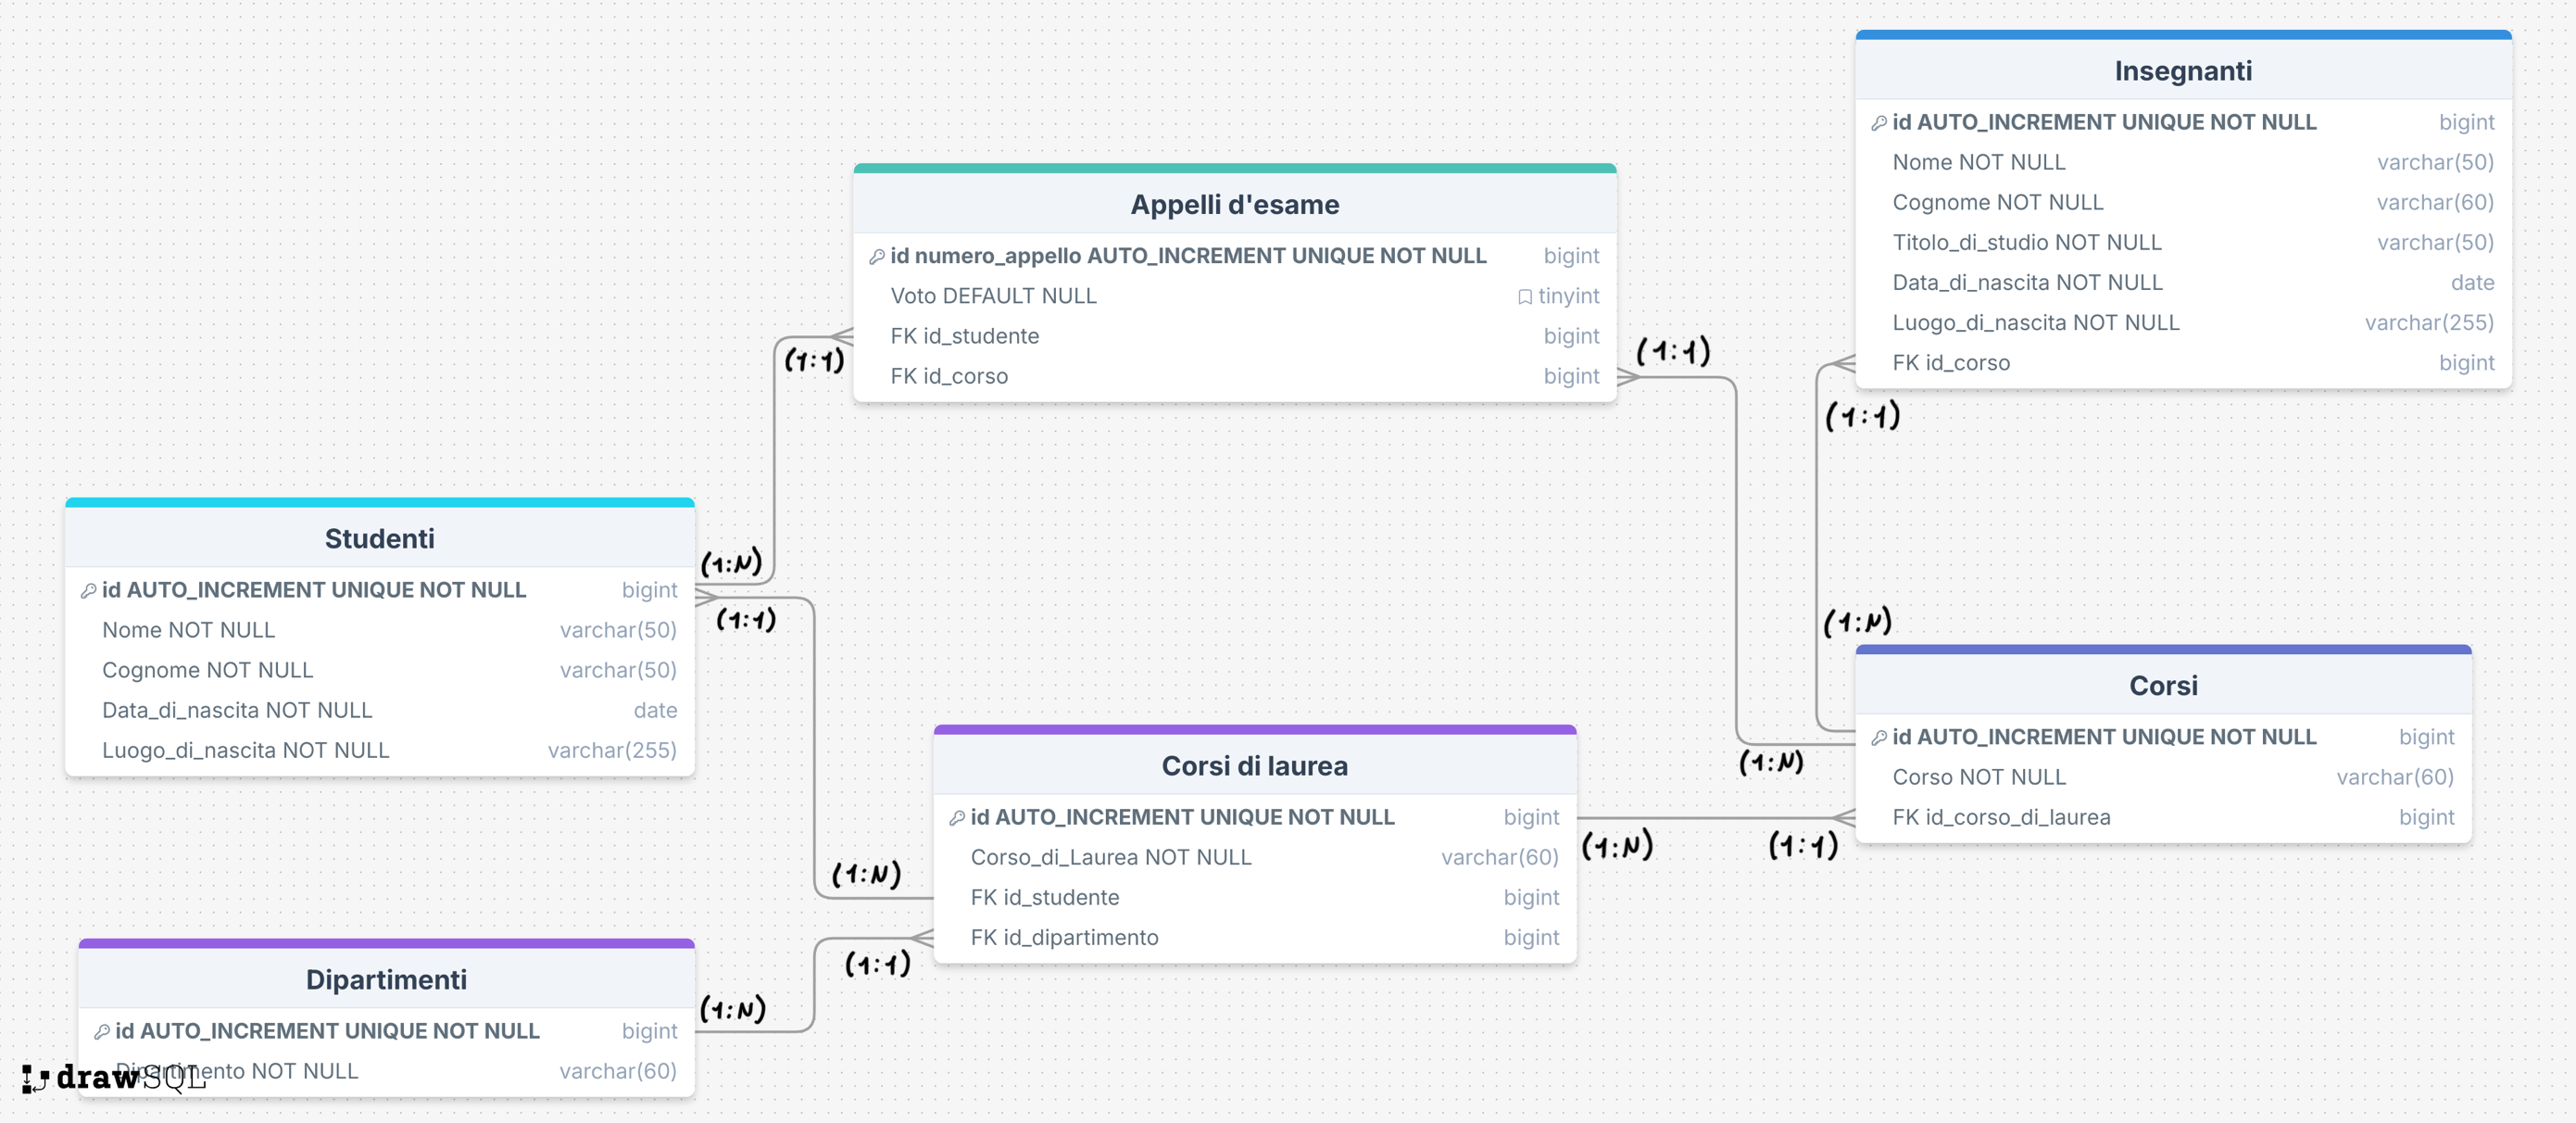 Insegnanti
id AUTO_INCREMENT UNIQUE NOT NULL bigint
Nome NOT NULL varchar(50)
Cognome NOT NULL varchar(60)
Titolo_di_studio NOT NULL varchar(50)
Data_di_nascita NOT NULL date
Luogo_di_nascita NOT NULL varchar(255)
FK id_corso bigint
(1:1)
(1:N)
Appelli d'esame
id numero_appello AUTO_INCREMENT UNIQUE NOT NULL bigint
Voto DEFAULT NULL tinyint
FK id_studente bigint
FK id_corso bigint
(1:1)
(1:1)
(1:N)
Studenti
id AUTO_INCREMENT UNIQUE NOT NULL bigint
Nome NOT NULL varchar(50)
Cognome NOT NULL varchar(50)
Data_di_nascita NOT NULL date
Luogo_di_nascita NOT NULL varchar(255)
(1:N)
(1:1)
Corsi
id AUTO_INCREMENT UNIQUE NOT NULL bigint
Corso NOT NULL varchar(60)
FK id_corso_di_laurea bigint
Corsi di laurea
id AUTO_INCREMENT UNIQUE NOT NULL bigint
Corso_di_Laurea NOT NULL varchar(60)
FK id_studente bigint
FK id_dipartimento bigint
(1:N)
(1:1)
(1:N)
(1:1)
Dipartimenti
id AUTO_INCREMENT UNIQUE NOT NULL bigint
Dipartimento NOT NULL varchar(60)
(1:N)
drawSQL